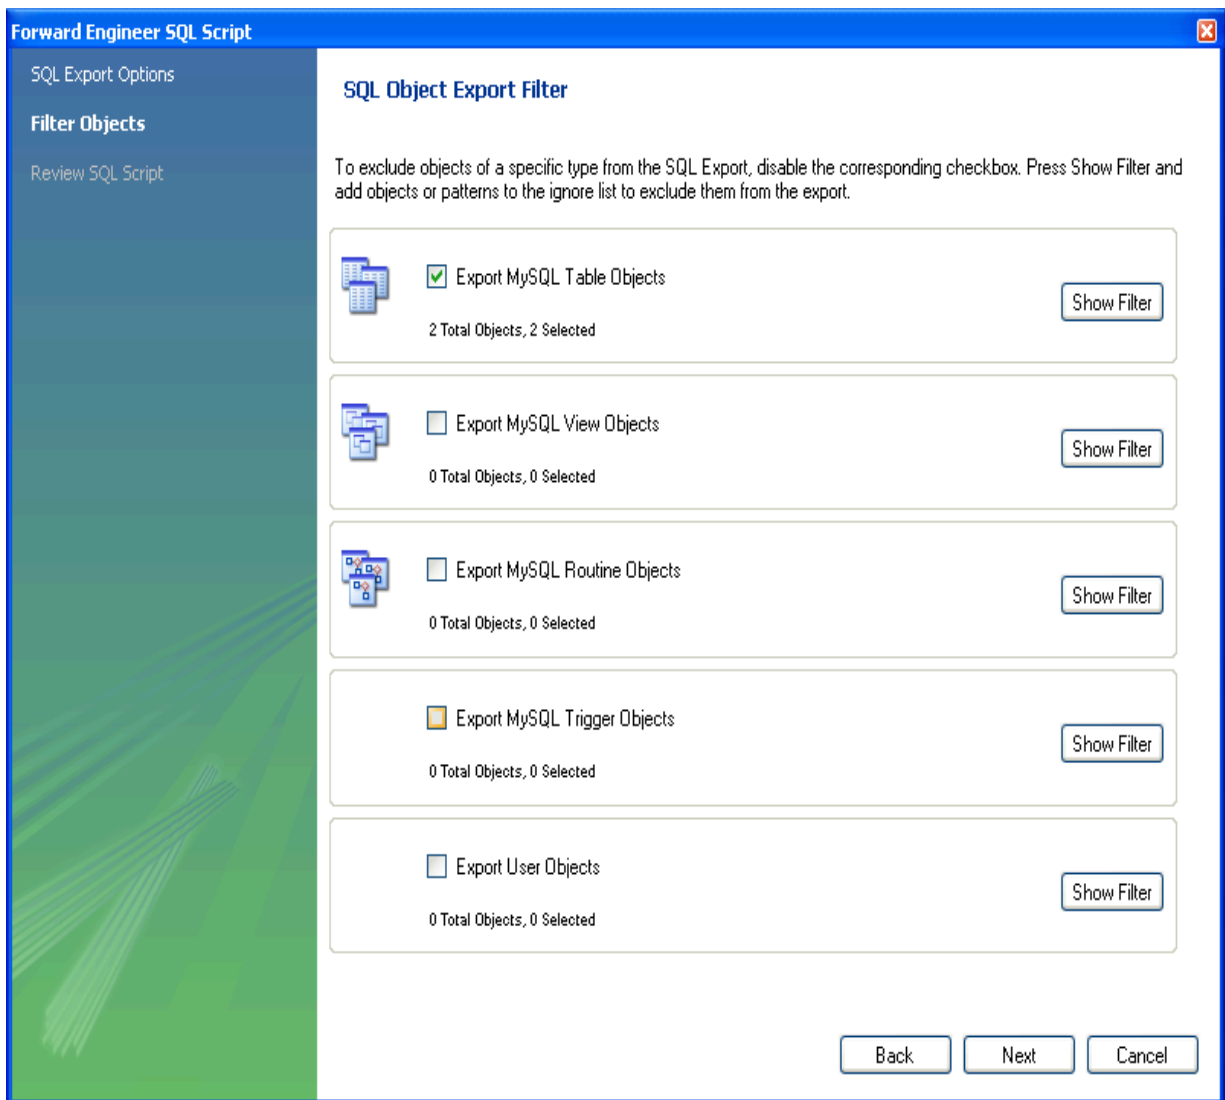 Forward Engineer SQL Script
SQL Export Options
Filter Objects
Review SQL Script
SQL Object Export Filter
To exclude objects of a specific type from the SQL Export, disable the corresponding checkbox. Press Show Filter and
add objects or patterns to the ignore list to exclude them from the export.
Export MySQL Table Objects
Show Filter
2 Total Objects, 2 Selected
Export MySQL View Objects
Show Filter
0 Total Objects, 0 Selected
Export MySQL Routine Objects
Show Filter
0 Total Objects, 0 Selected
Export MySQL Trigger Objects
Show Filter
0 Total Objects, 0 Selected
Export User Objects
Show Filter
0 Total Objects, 0 Selected
Back Next Cancel